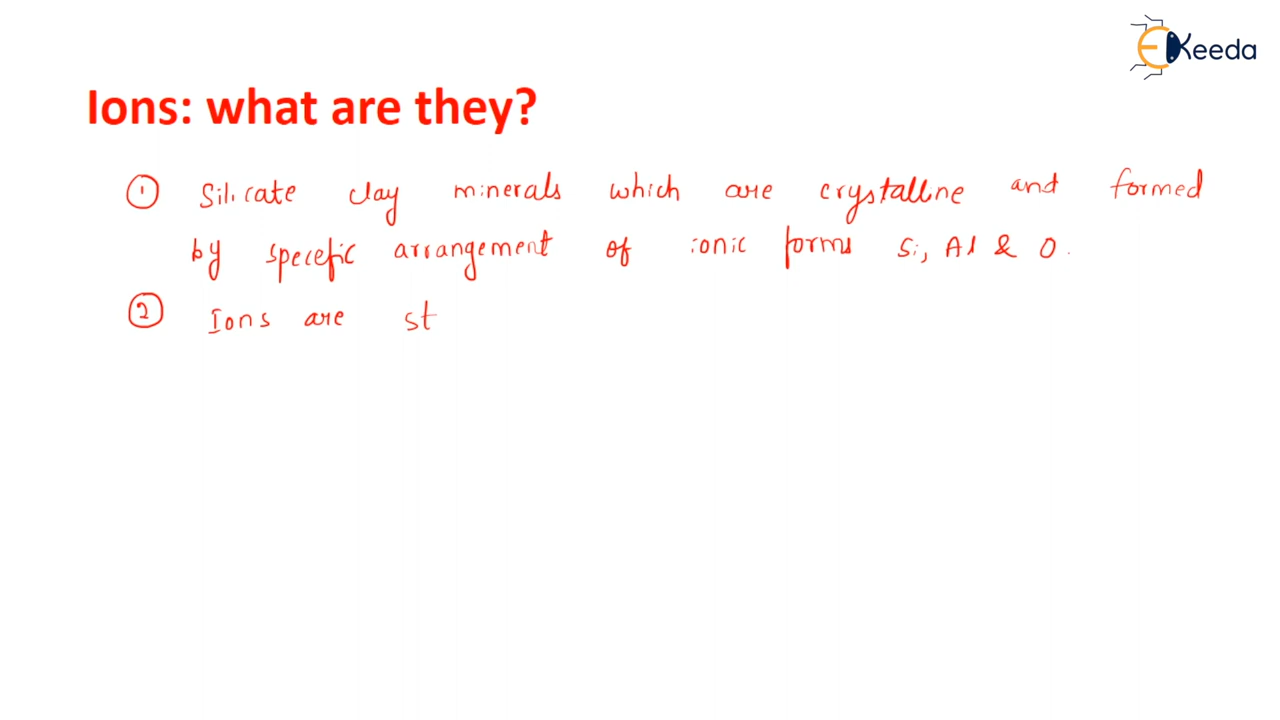 EKeeda
Ions: what are they?
① Silicate clay minerals which are crystalline and formed
by specefic arrangement of ionic forms Si, Al & O.
② Ions are st